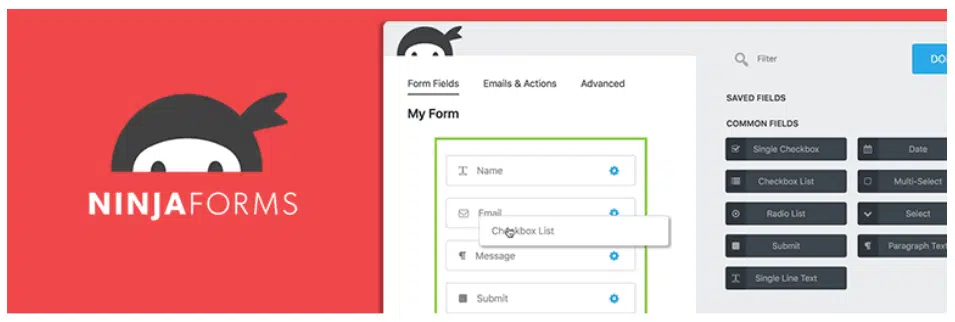 NINJAFORMS
Form Fields Emails & Actions Advanced
My Form
Name
Email
Checkbox List
Message
Submit
Filter
SAVED FIELDS
COMMON FIELDS
Single Checkbox Date
Checkbox List Multi-Select
Radio List Select
Submit Paragraph Text
Single Line Text